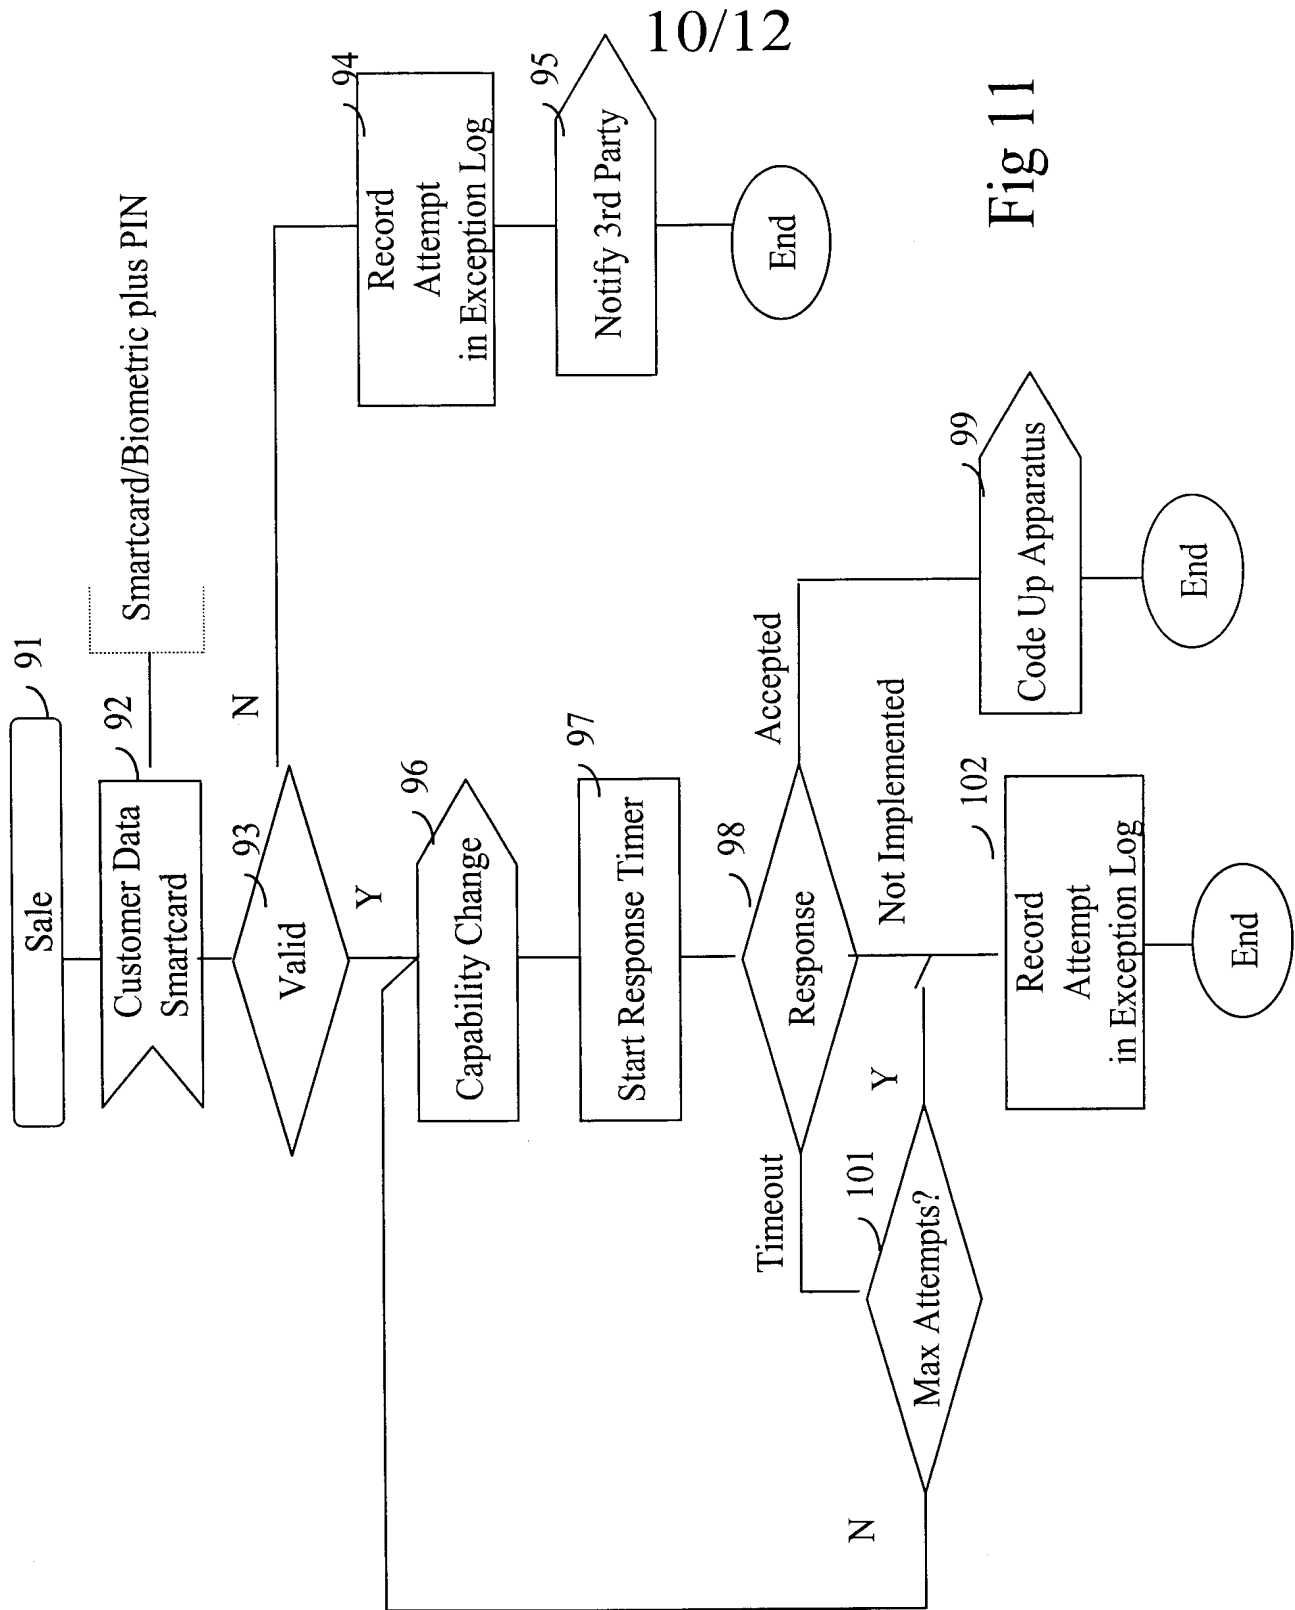 10/12
Sale
91
Customer Data
Smartcard
92
Smartcard/Biometric plus PIN
Valid
93
N
Y
Record
Attempt
in Exception Log
94
Notify 3rd Party
95
End
Capability Change
96
Start Response Timer
97
Response
98
Accepted
Not Implemented
Timeout
Code Up Apparatus
99
End
Max Attempts?
101
Y
N
Record
Attempt
in Exception Log
102
End
Fig 11